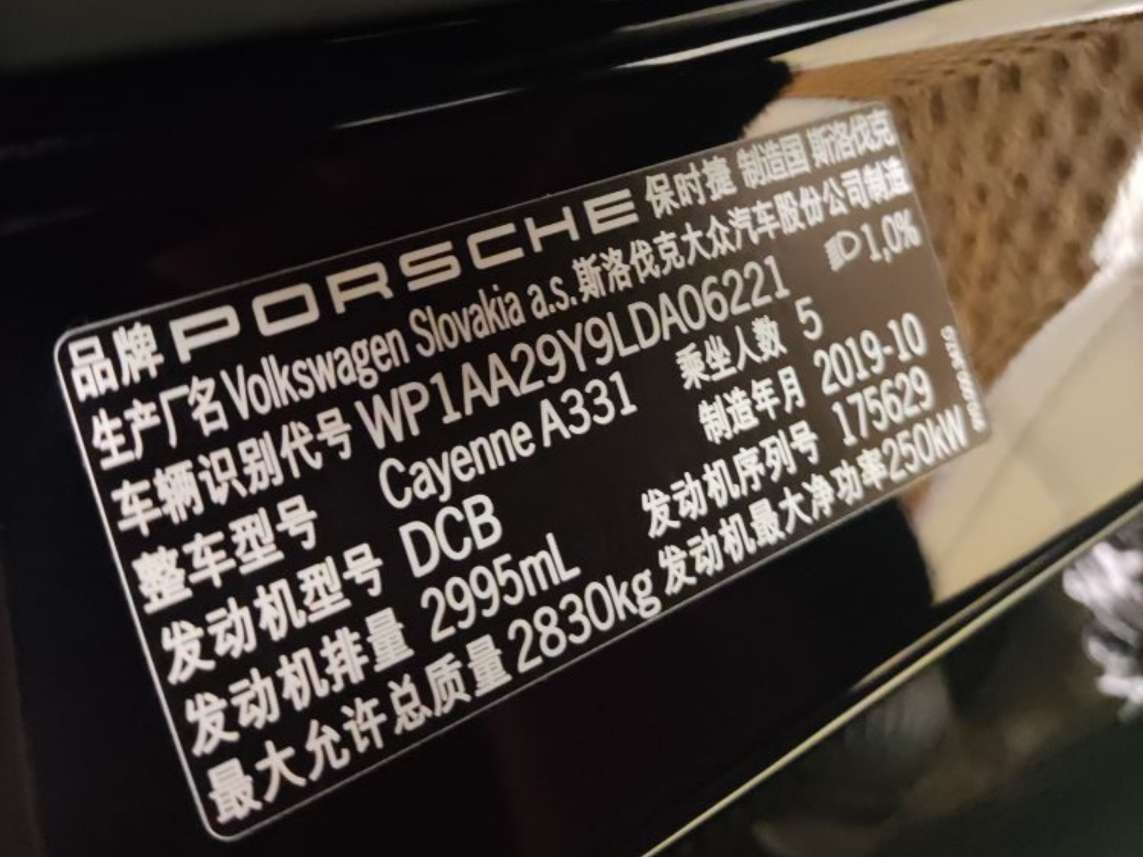 品牌 PORSCHE 保时捷 制造国 斯洛伐克
生产厂名 Volkswagen Slovakia a.s. 斯洛伐克大众汽车股份公司制造
车辆识别代号 WP1AA29Y9LDA06221 1,0%
整车型号 Cayenne A331 乘坐人数 5
发动机型号 DCB 制造年月 2019-10
发动机排量 2995mL 发动机序列号 175629
最大允许总质量 2830kg 发动机最大净功率250kW